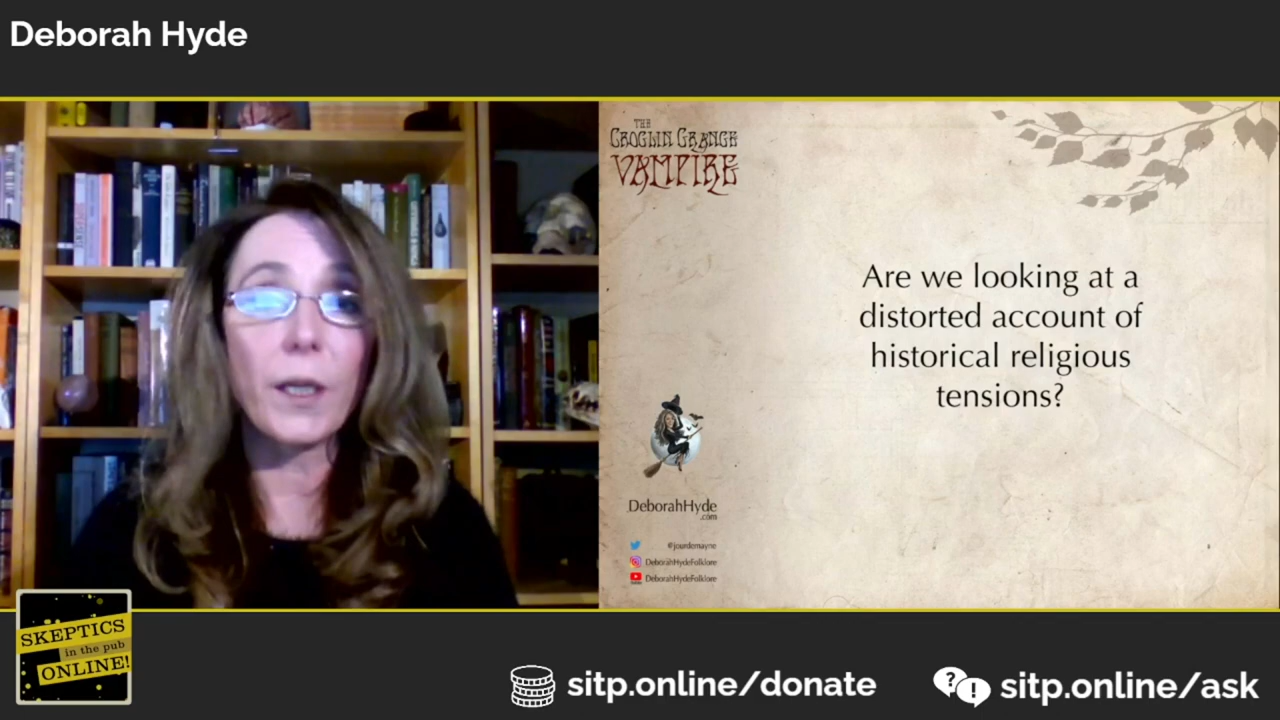 Deborah Hyde
THE
CROGLIN GRANGE
VAMPIRE
Are we looking at a
distorted account of
historical religious
tensions?
DeborahHyde
.com
@jourdemayne
DeborahHydeFolklore
DeborahHydeFolklore
SKEPTICS
in the pub
ONLINE!
sitp.online/donate
? !
sitp.online/ask